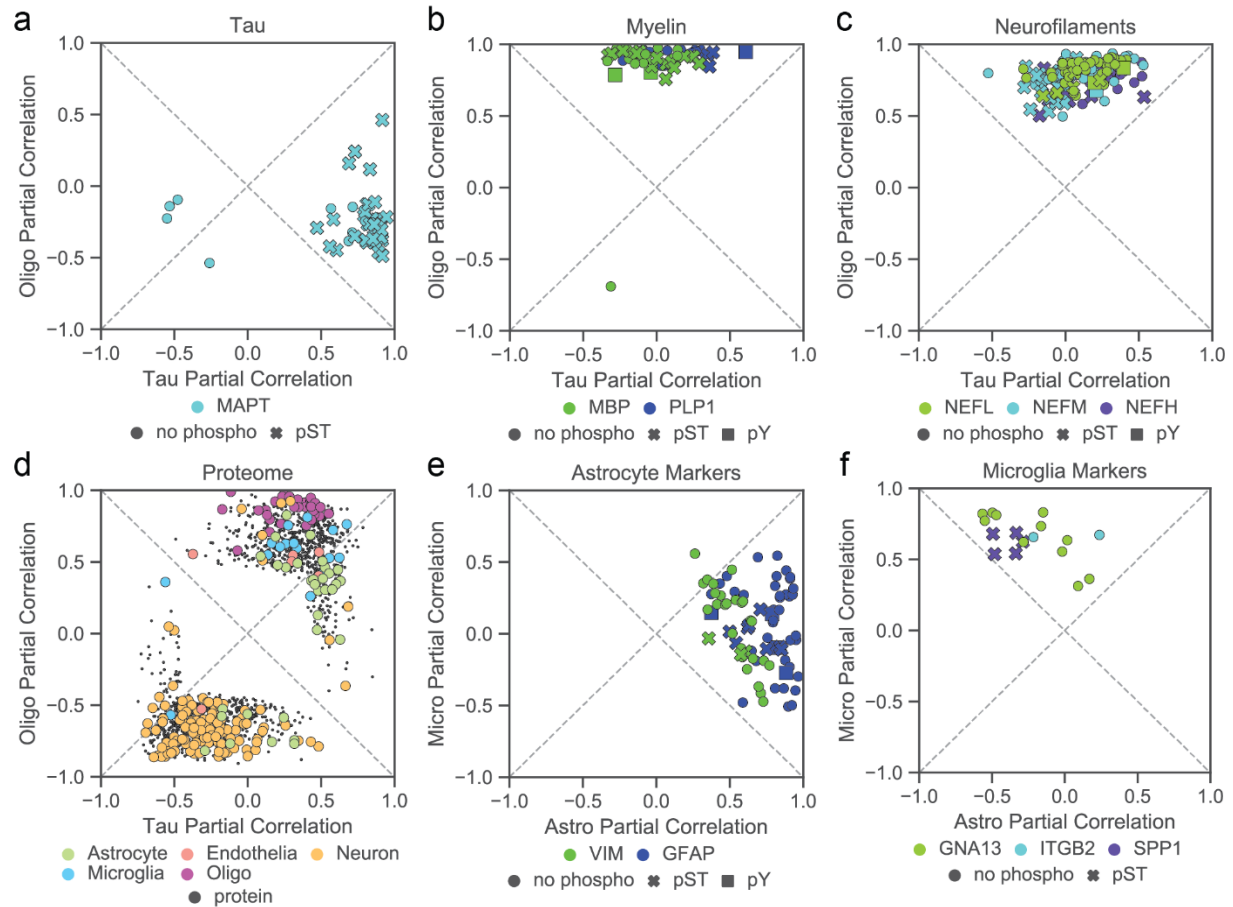 a
Tau
1.0
0.5
0.0
−0.5
−1.0
−1.0 −0.5 0.0 0.5 1.0
Oligo Partial Correlation
Tau Partial Correlation
MAPT
no phospho pST
b
Myelin
1.0
0.5
0.0
−0.5
−1.0
−1.0 −0.5 0.0 0.5 1.0
Oligo Partial Correlation
Tau Partial Correlation
MBP PLP1
no phospho pST pY
c
Neurofilaments
1.0
0.5
0.0
−0.5
−1.0
−1.0 −0.5 0.0 0.5 1.0
Oligo Partial Correlation
Tau Partial Correlation
NEFL NEFM NEFH
no phospho pST pY
d
Proteome
1.0
0.5
0.0
−0.5
−1.0
−1.0 −0.5 0.0 0.5 1.0
Oligo Partial Correlation
Tau Partial Correlation
Astrocyte Endothelia Neuron
Microglia Oligo
protein
e
Astrocyte Markers
1.0
0.5
0.0
−0.5
−1.0
−1.0 −0.5 0.0 0.5 1.0
Micro Partial Correlation
Astro Partial Correlation
VIM GFAP
no phospho pST pY
f
Microglia Markers
1.0
0.5
0.0
−0.5
−1.0
−1.0 −0.5 0.0 0.5 1.0
Micro Partial Correlation
Astro Partial Correlation
GNA13 ITGB2 SPP1
no phospho pST